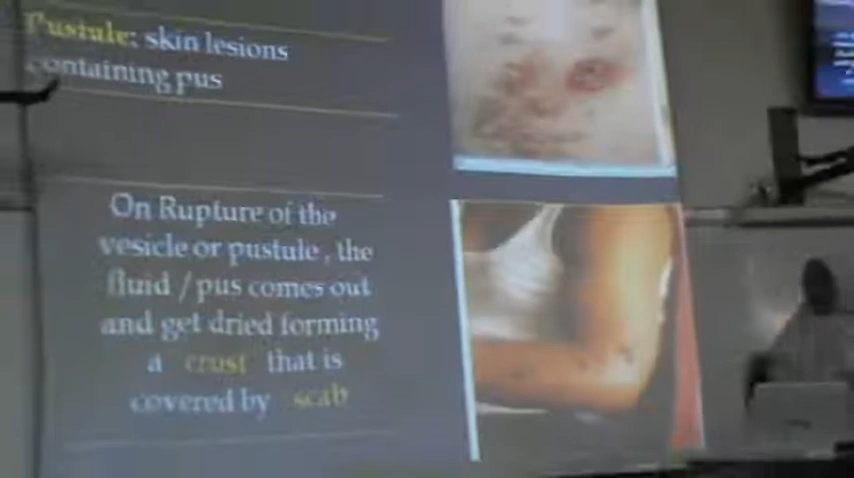 Pustule: skin lesions
containing pus
On Rupture of the
vesicle or pustule, the
fluid / pus comes out
and get dried forming
a crust that is
covered by scab